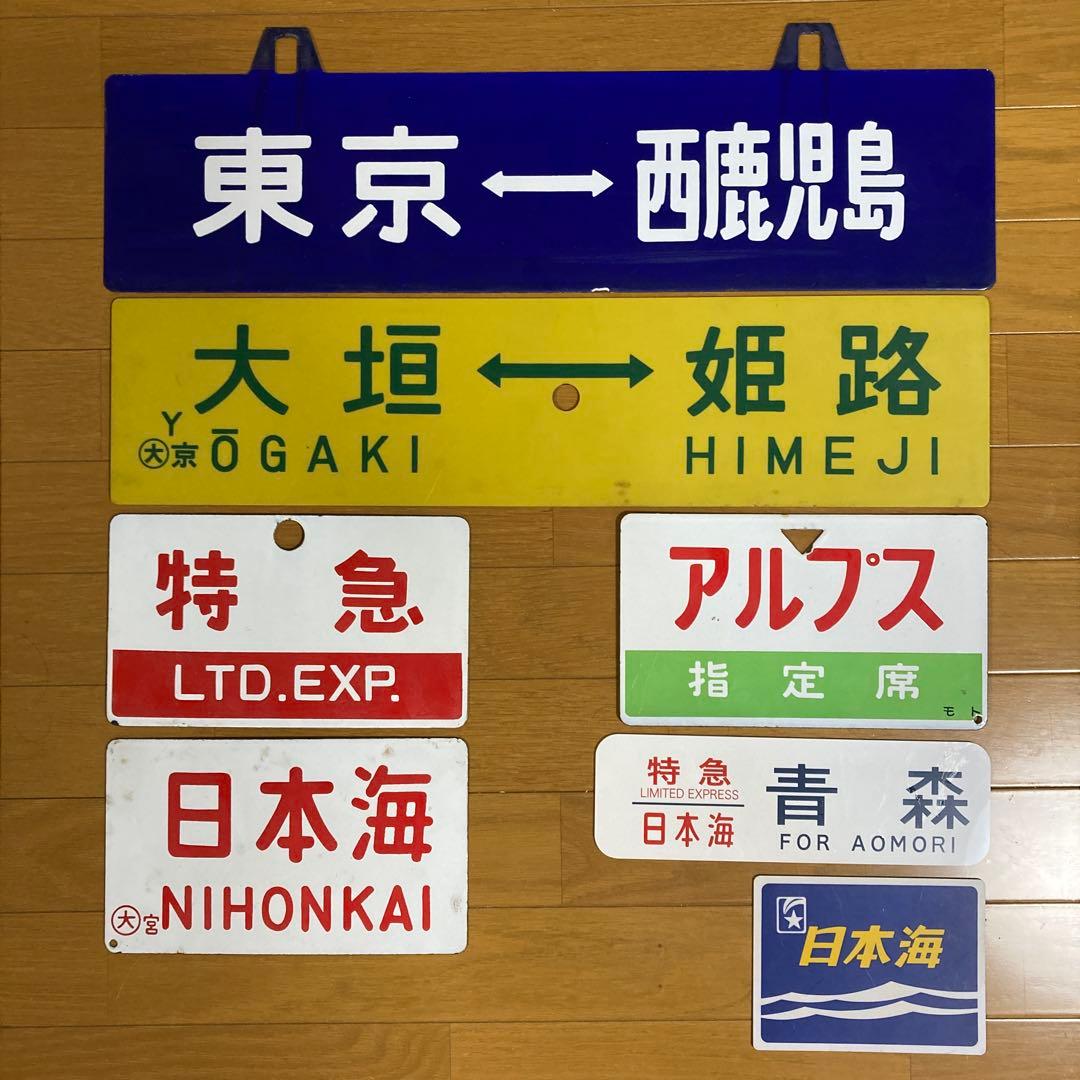 東京↔西鹿児島
大垣↔姫路
Y
㊛京 ŌGAKI HIMEJI
特急
LTD.EXP.
アルプス
指定席
モト
日本海
大宮 NIHONKAI
特急
LIMITED EXPRESS
日本海
青森
FOR AOMORI
日本海